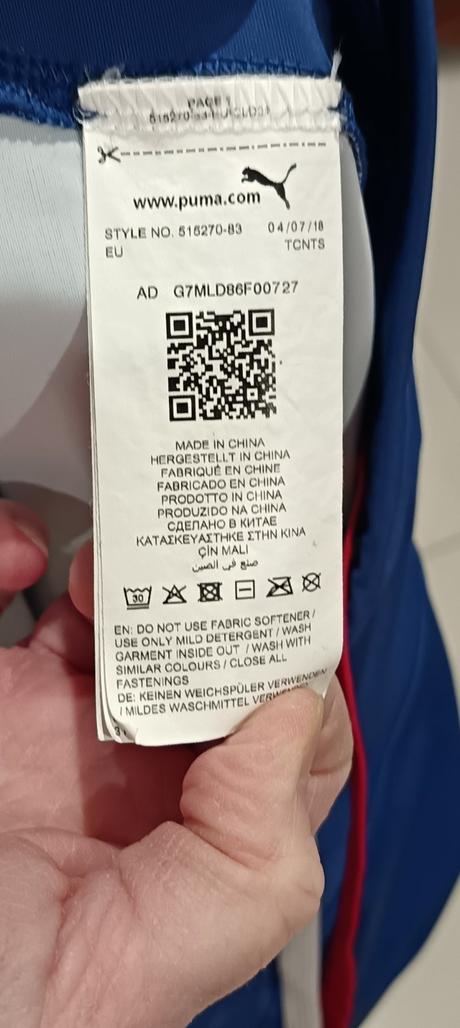 PAGE 1
www.puma.com
STYLE NO. 515270-83 04/07/18
EU TCNTS
AD G7MLD86F00727
MADE IN CHINA
HERGESTELLT IN CHINA
FABRIQUÉ EN CHINE
FABRICADO EN CHINA
PRODOTTO IN CHINA
PRODUZIDO NA CHINA
СДЕЛАНО В КИТАЕ
ΚΑΤΑΣΚΕΥΑΣΤΗΚΕ ΣΤΗΝ ΚΙΝΑ
ÇİN MALI
صنع في الصين
30
EN: DO NOT USE FABRIC SOFTENER /
USE ONLY MILD DETERGENT / WASH
GARMENT INSIDE OUT / WASH WITH
SIMILAR COLOURS / CLOSE ALL
FASTENINGS
DE: KEINEN WEICHSPÜLER VERWENDEN
/ MILDES WASCHMITTEL VERWENDEN